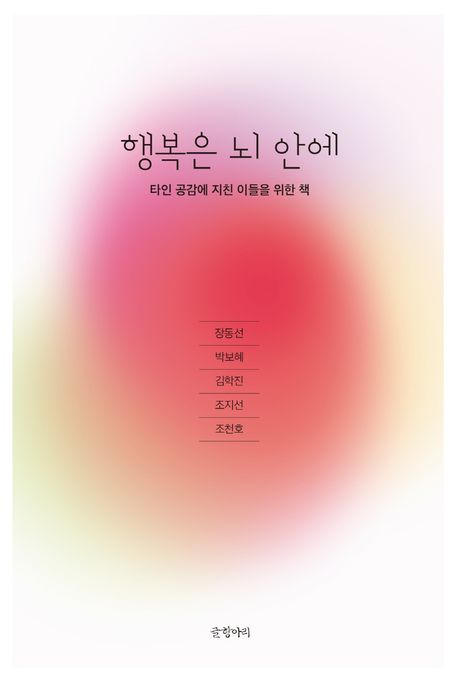 행복은 뇌 안에
타인 공감에 지친 이들을 위한 책
장동선
박보혜
김학진
조지선
조천호
글항아리